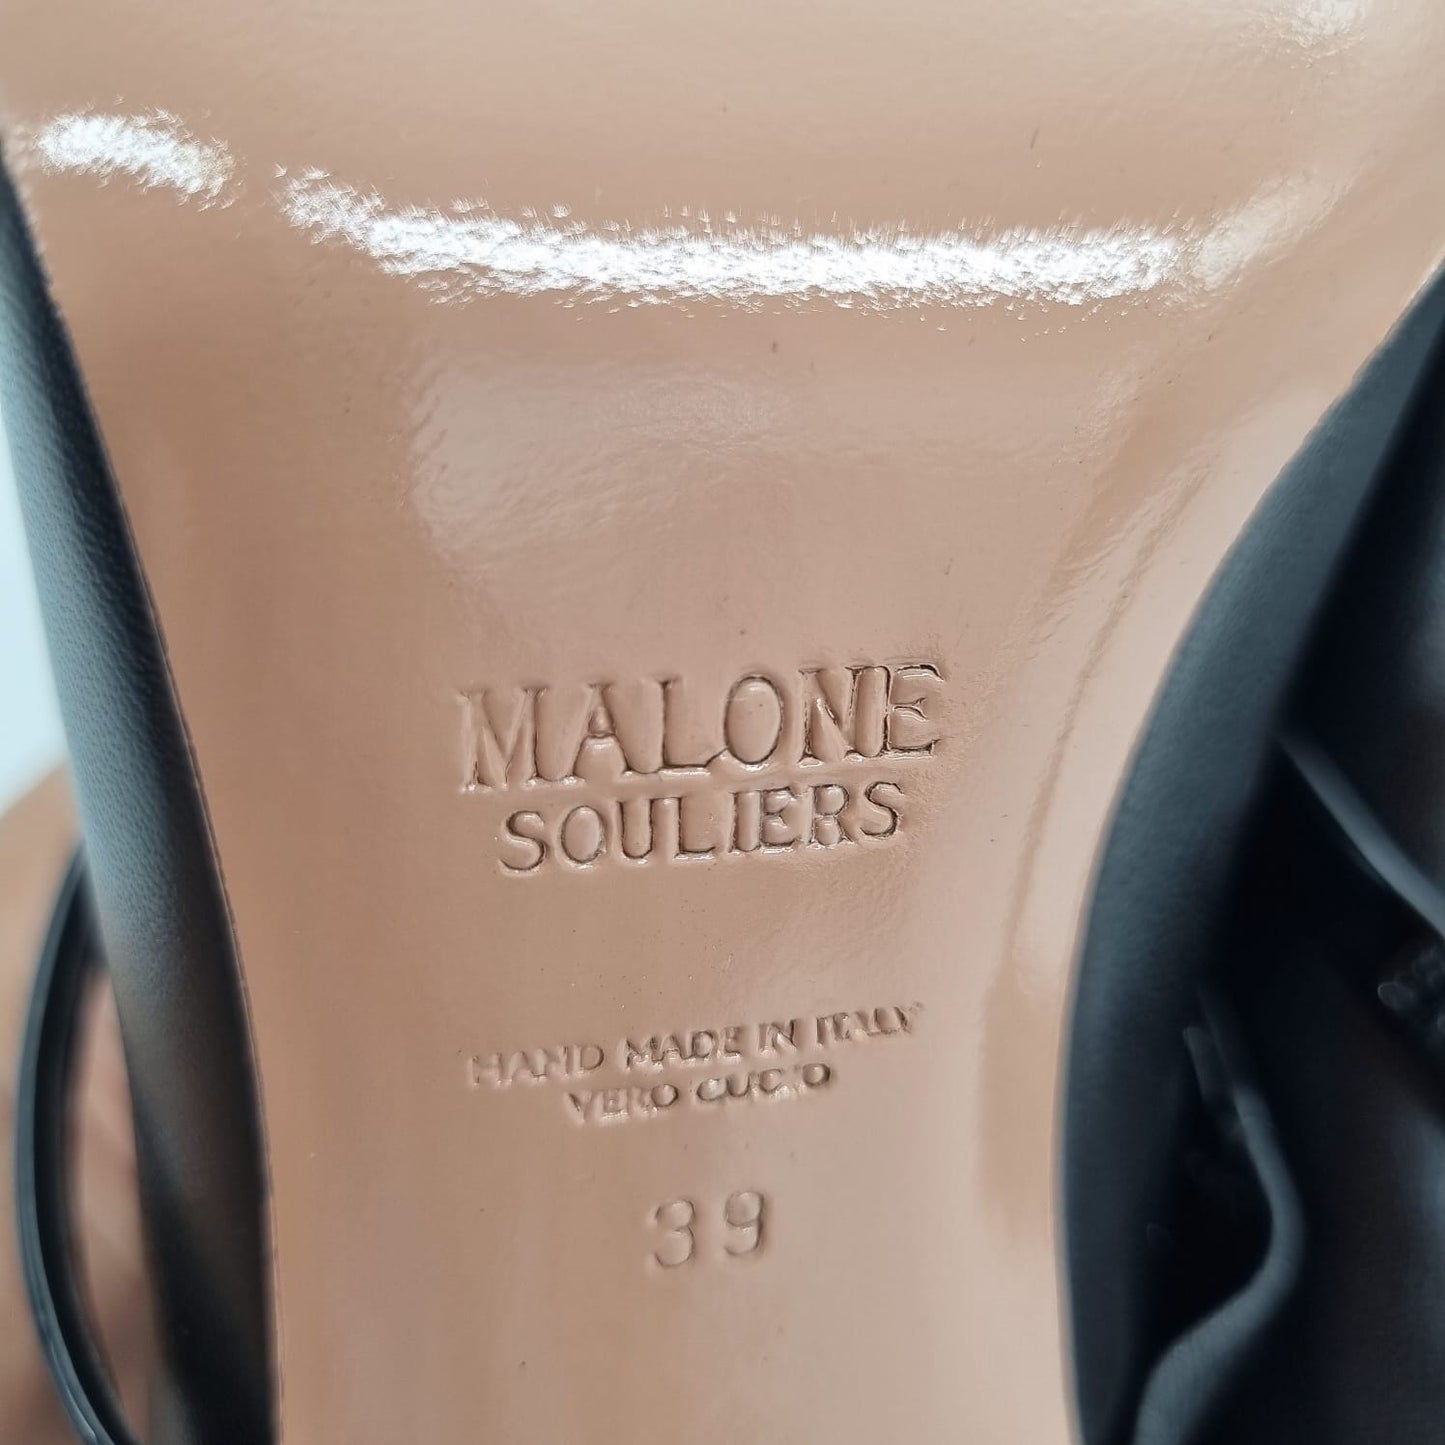 MALONE
SOULIERS
HAND MADE IN ITALY
VERO CUOIO
39